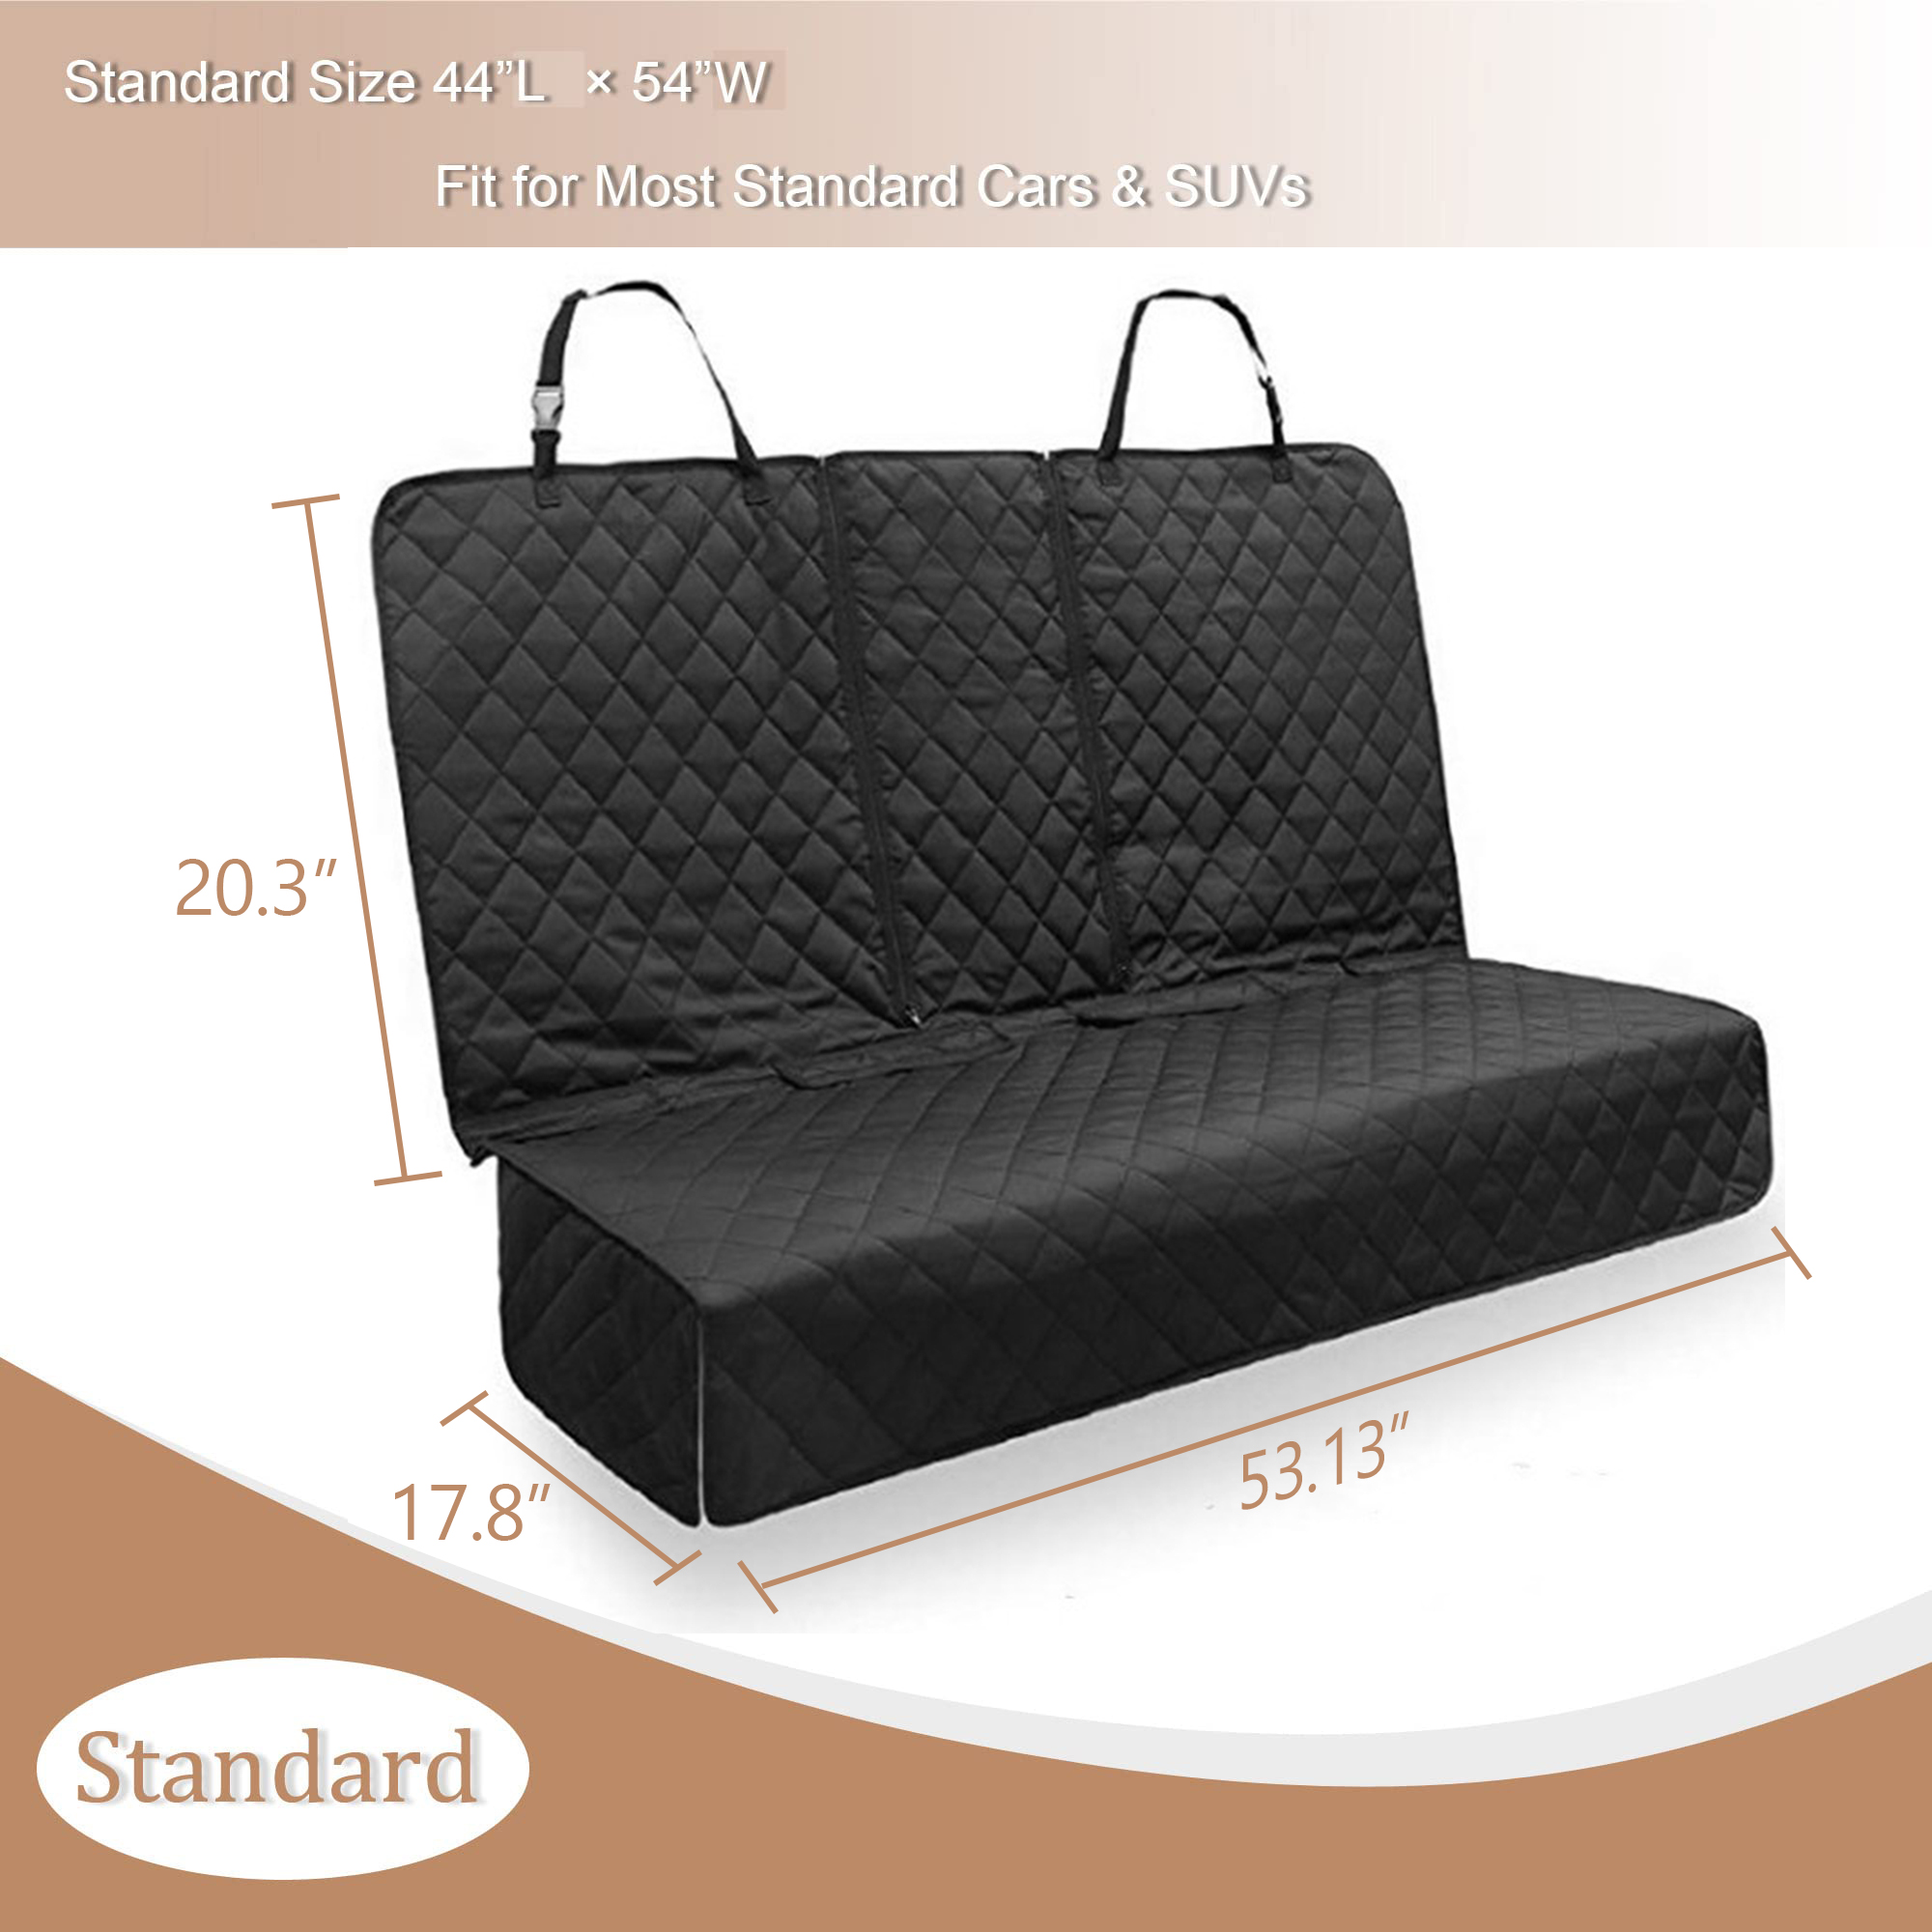 Standard Size 44”L × 54”W
Fit for Most Standard Cars & SUVs
20.3”
17.8”
53.13”
Standard